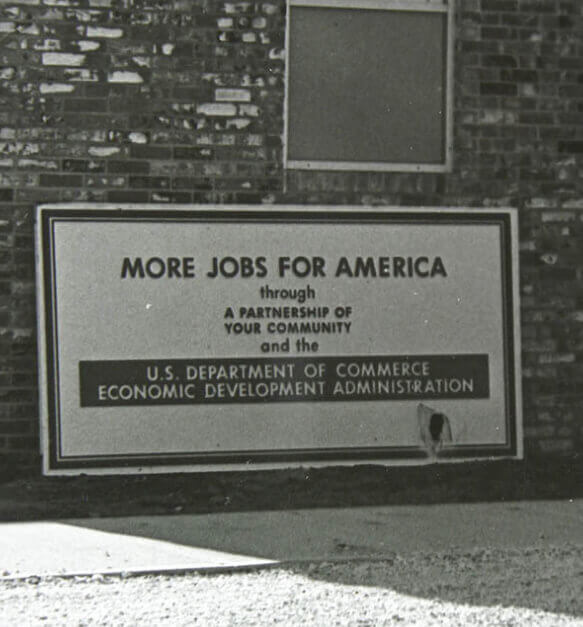 MORE JOBS FOR AMERICA
through
A PARTNERSHIP OF
YOUR COMMUNITY
and the
U.S. DEPARTMENT OF COMMERCE
ECONOMIC DEVELOPMENT ADMINISTRATION